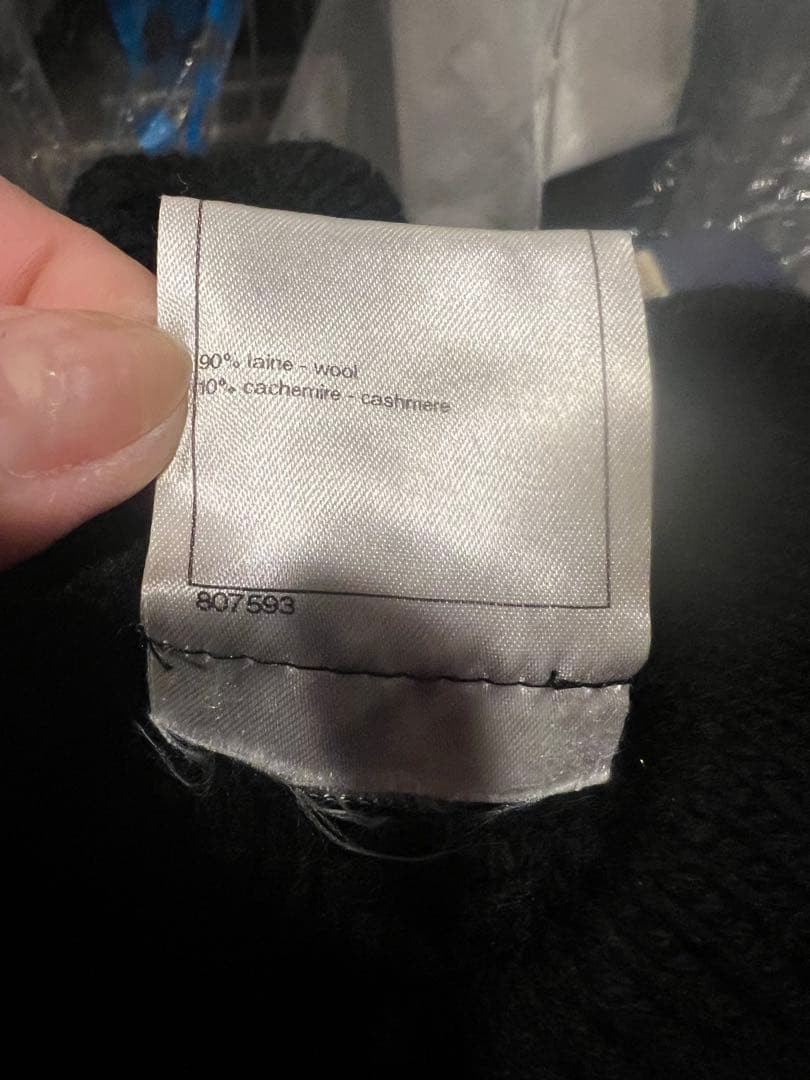 90% laine - wool
10% cachemire - cashmere
807593